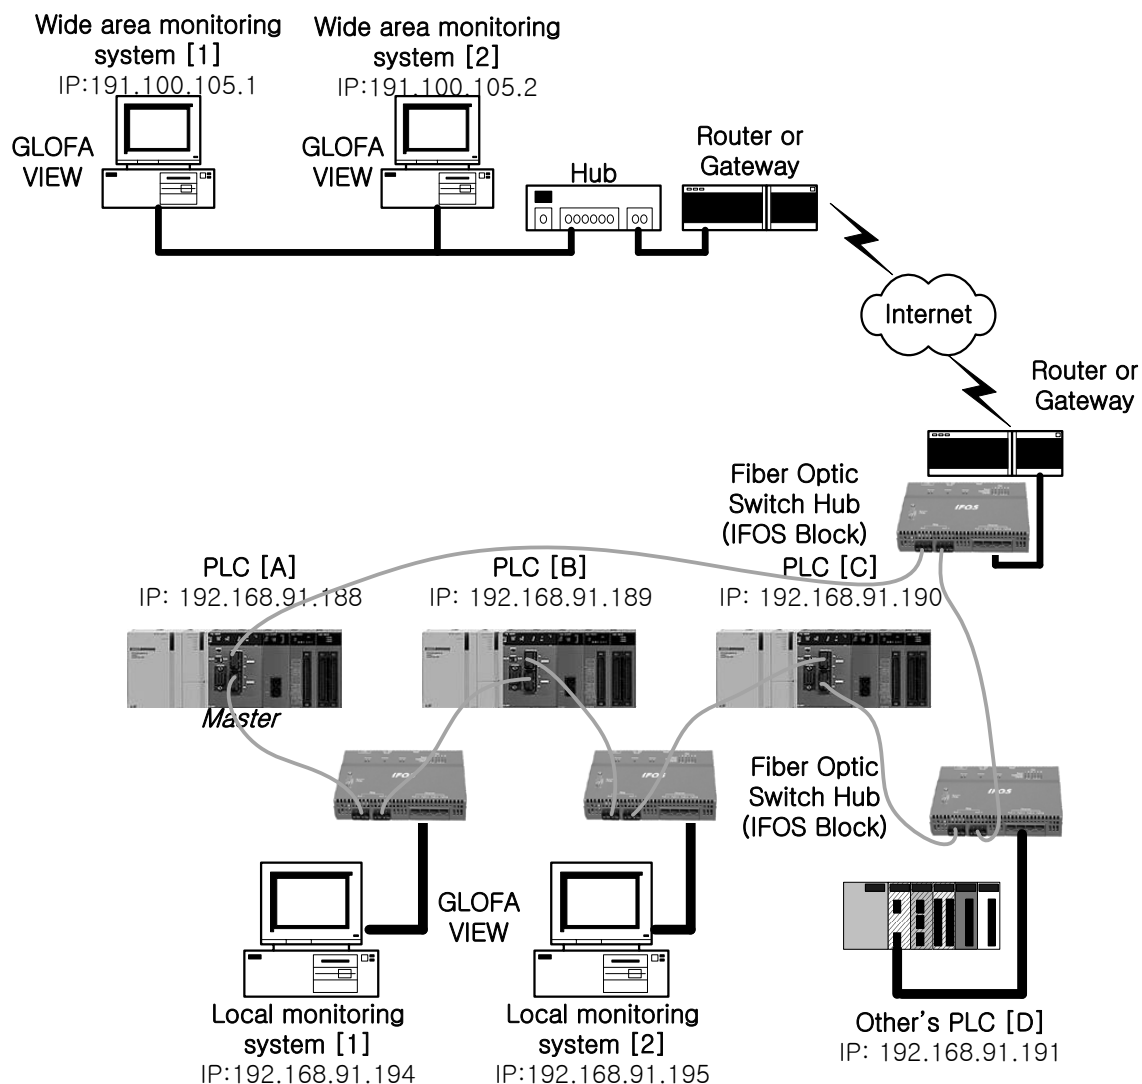 Wide area monitoring
system [1]
IP:191.100.105.1
Wide area monitoring
system [2]
IP:191.100.105.2
GLOFA
VIEW
GLOFA
VIEW
Hub
Router or
Gateway
Internet
Router or
Gateway
Fiber Optic
Switch Hub
(IFOS Block)
IFOS
PLC [A]
IP: 192.168.91.188
PLC [B]
IP: 192.168.91.189
PLC [C]
IP: 192.168.91.190
Master
IFOS
IFOS
Fiber Optic
Switch Hub
(IFOS Block)
IFOS
GLOFA
VIEW
Local monitoring
system [1]
IP:192.168.91.194
Local monitoring
system [2]
IP:192.168.91.195
Other's PLC [D]
IP: 192.168.91.191